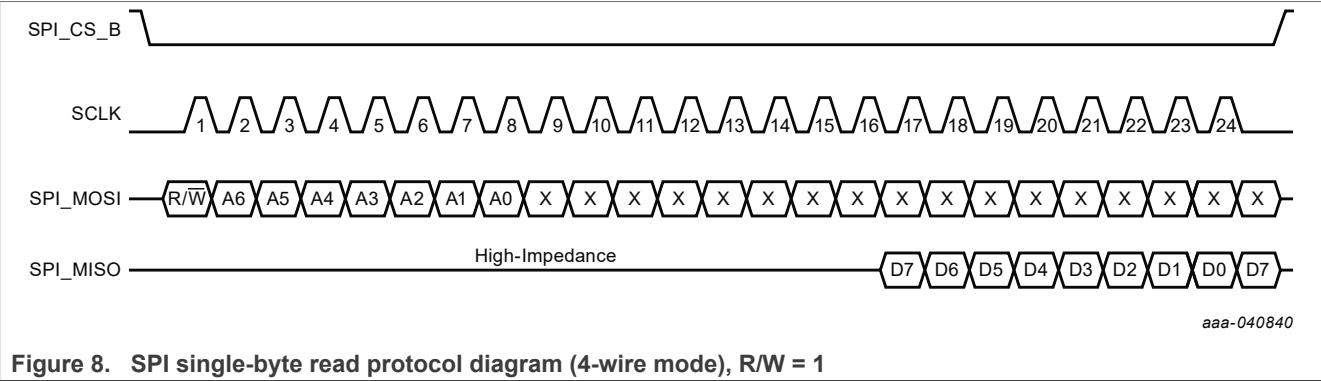 SPI_CS_B
SCLK 1 2 3 4 5 6 7 8 9 10 11 12 13 14 15 16 17 18 19 20 21 22 23 24
SPI_MOSI R/W̅ A6 A5 A4 A3 A2 A1 A0 X X X X X X X X X X X X X X X X X
SPI_MISO High-Impedance D7 D6 D5 D4 D3 D2 D1 D0 D7
aaa-040840
Figure 8. SPI single-byte read protocol diagram (4-wire mode), R/W = 1